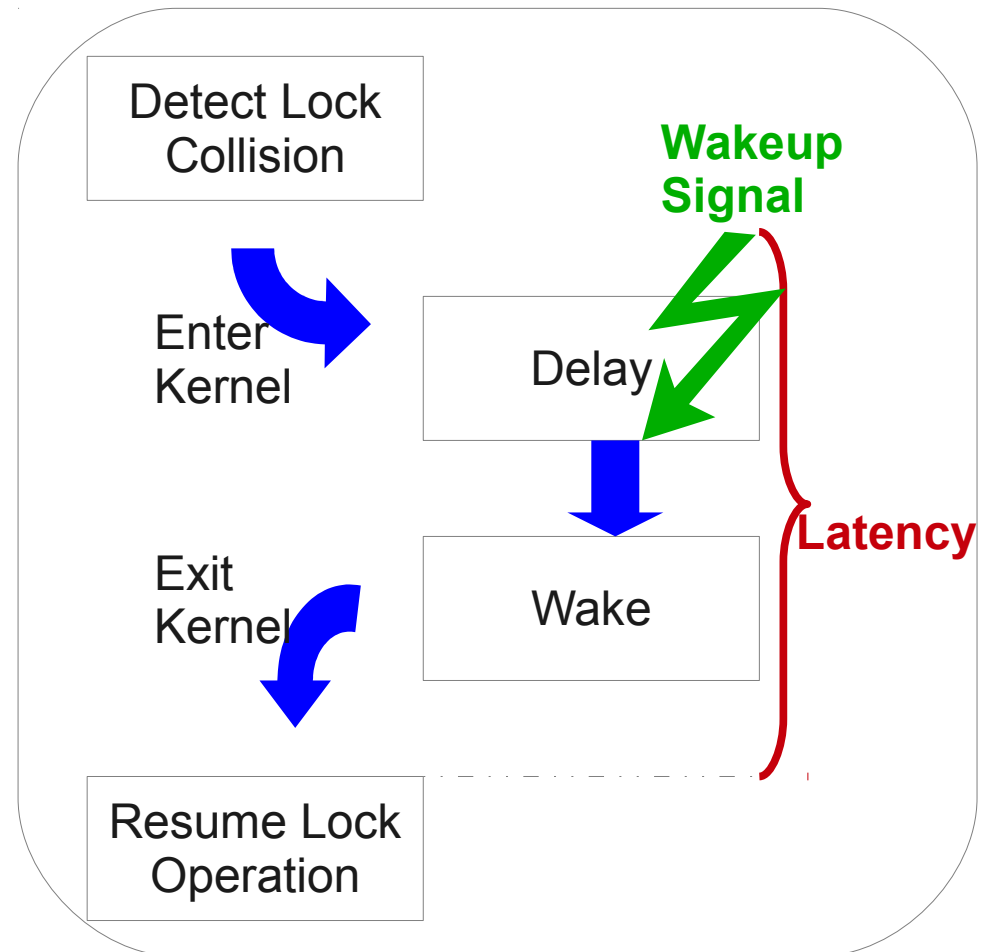 Detect Lock
Collision
Wakeup
Signal
Enter
Kernel
Delay
Latency
Exit
Kernel
Wake
Resume Lock
Operation